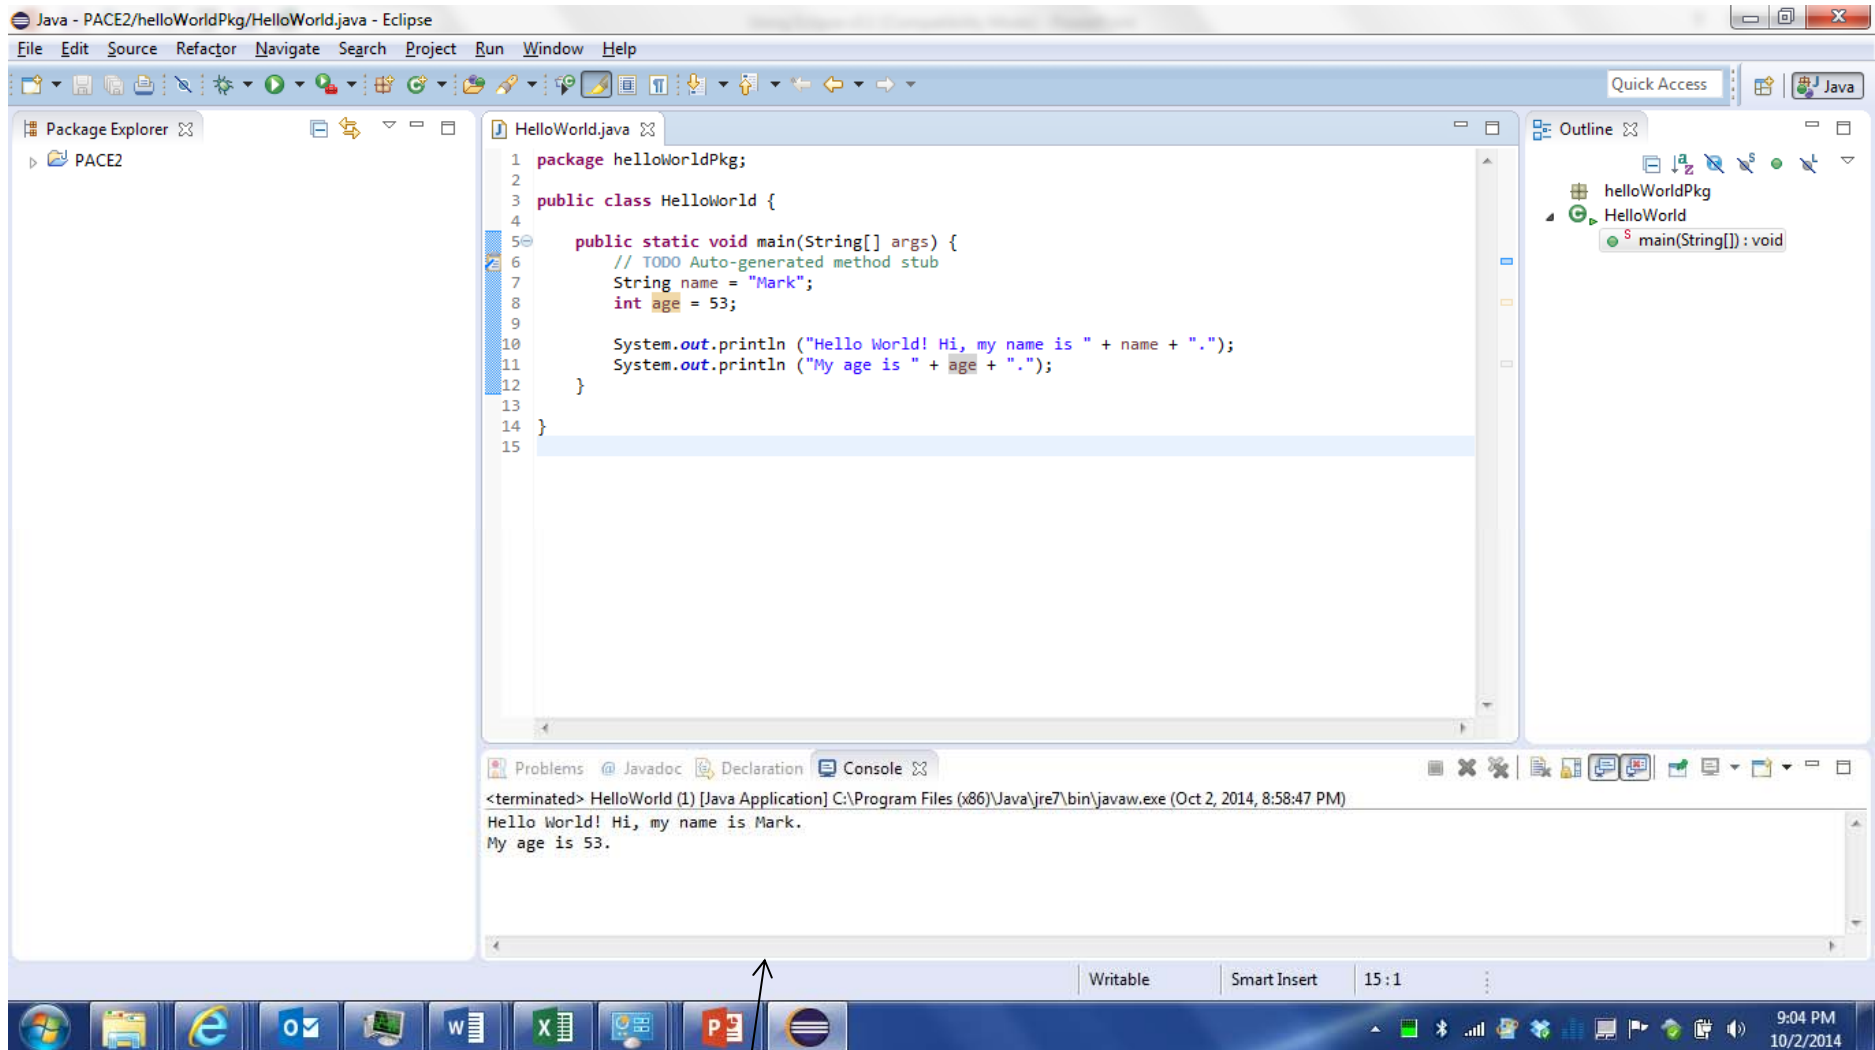 Java - PACE2/helloWorldPkg/HelloWorld.java - Eclipse
File Edit Source Refactor Navigate Search Project Run Window Help
Quick Access Java
Package Explorer
PACE2
HelloWorld.java
1 package helloWorldPkg;
2
3 public class HelloWorld {
4
5 public static void main(String[] args) {
6 // TODO Auto-generated method stub
7 String name = "Mark";
8 int age = 53;
9
10 System.out.println ("Hello World! Hi, my name is " + name + ".");
11 System.out.println ("My age is " + age + ".");
12 }
13
14 }
15
Outline
helloWorldPkg
HelloWorld
main(String[]) : void
Problems @ Javadoc Declaration Console
<terminated> HelloWorld (1) [Java Application] C:\Program Files (x86)\Java\jre7\bin\javaw.exe (Oct 2, 2014, 8:58:47 PM)
Hello World! Hi, my name is Mark.
My age is 53.
Writable Smart Insert 15 : 1
9:04 PM
10/2/2014